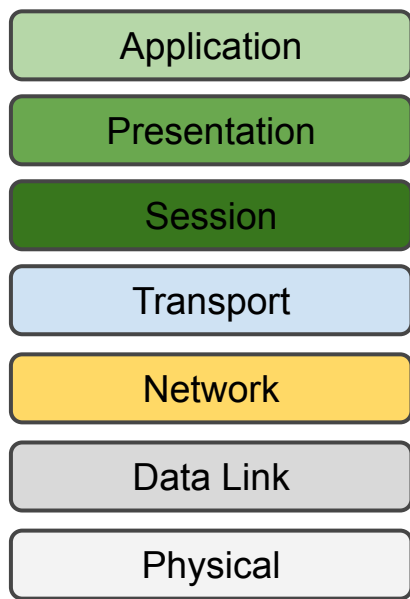 Application
Presentation
Session
Transport
Network
Data Link
Physical